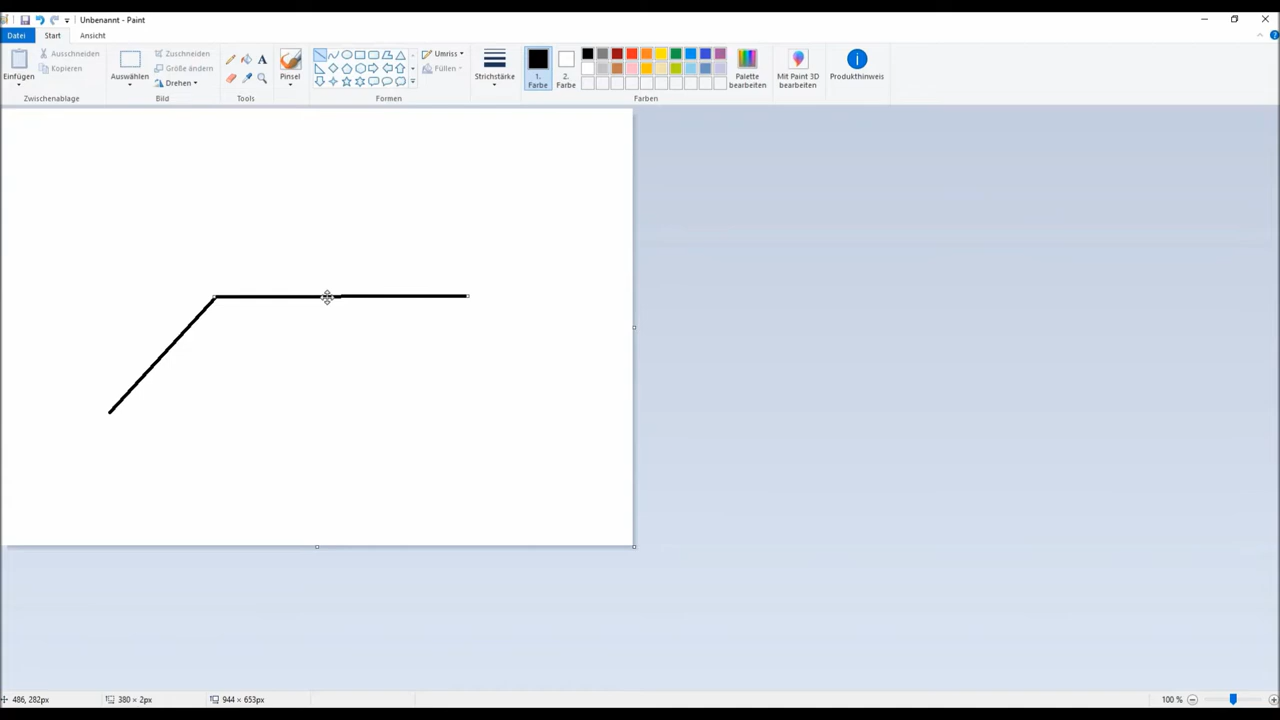 Unbenannt - Paint
Datei Start Ansicht
Einfügen
Ausschneiden
Kopieren
Zwischenablage
Auswählen
Zuschneiden
Größe ändern
Drehen
Bild
A
Tools
Pinsel
Umriss
Füllen
Formen
Strichstärke
1.
Farbe
2.
Farbe
Palette
bearbeiten
Farben
Mit Paint 3D
bearbeiten
Produkthinweis
486, 282px 380 × 2px 944 × 653px 100 %